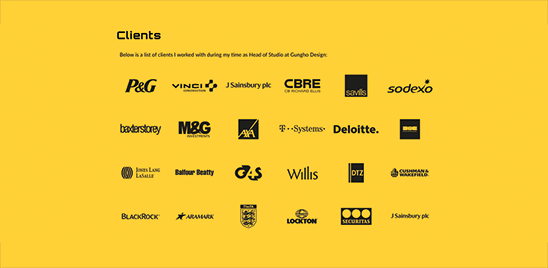 Clients
Below is a list of clients I worked with during my time as Head of Studio at Gungho Design:
P&G VINCI CONSTRUCTION J Sainsbury plc CBRE CB RICHARD ELLIS savills sodexo
baxterstorey M&G INVESTMENTS AXA T··Systems· Deloitte.
JONES LANG LASALLE Balfour Beatty G4S Willis DTZ CUSHMAN & WAKEFIELD
BLACKROCK ARAMARK LOCKTON SECURITAS J Sainsbury plc